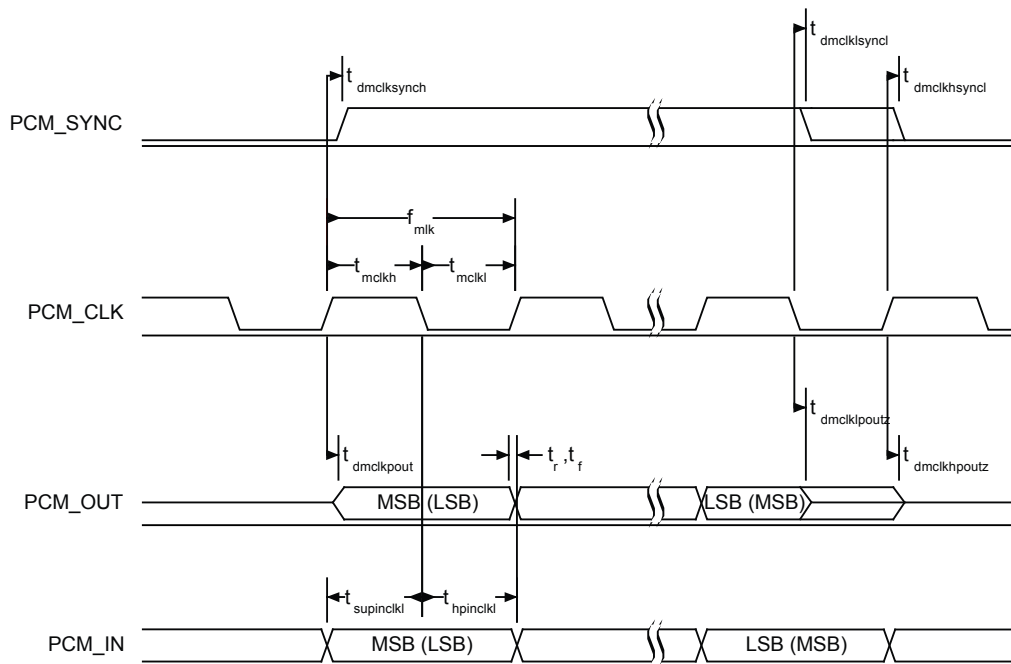 t dmclklsyncl
t dmclksynch
t dmclkhsyncl
PCM_SYNC
f mlk
t mclkh
t mclkl
PCM_CLK
t dmclklpoutz
t dmclkpout
t r ,t f
t dmclkhpoutz
PCM_OUT
MSB (LSB)
LSB (MSB)
t supinclkl
t hpinclkl
PCM_IN
MSB (LSB)
LSB (MSB)